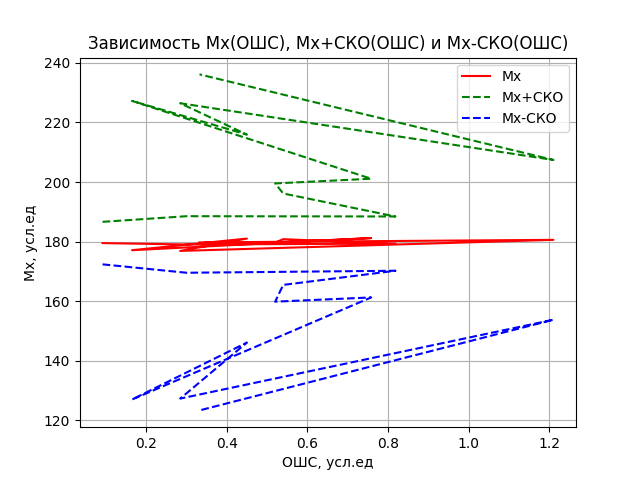 Зависимость Mx(ОШС), Mx+СКО(ОШС) и Mx-СКО(ОШС)
Mx
Mx+СКО
Mx-СКО
Mx, усл.ед
240
220
200
180
160
140
120
0.2 0.4 0.6 0.8 1.0 1.2
ОШС, усл.ед